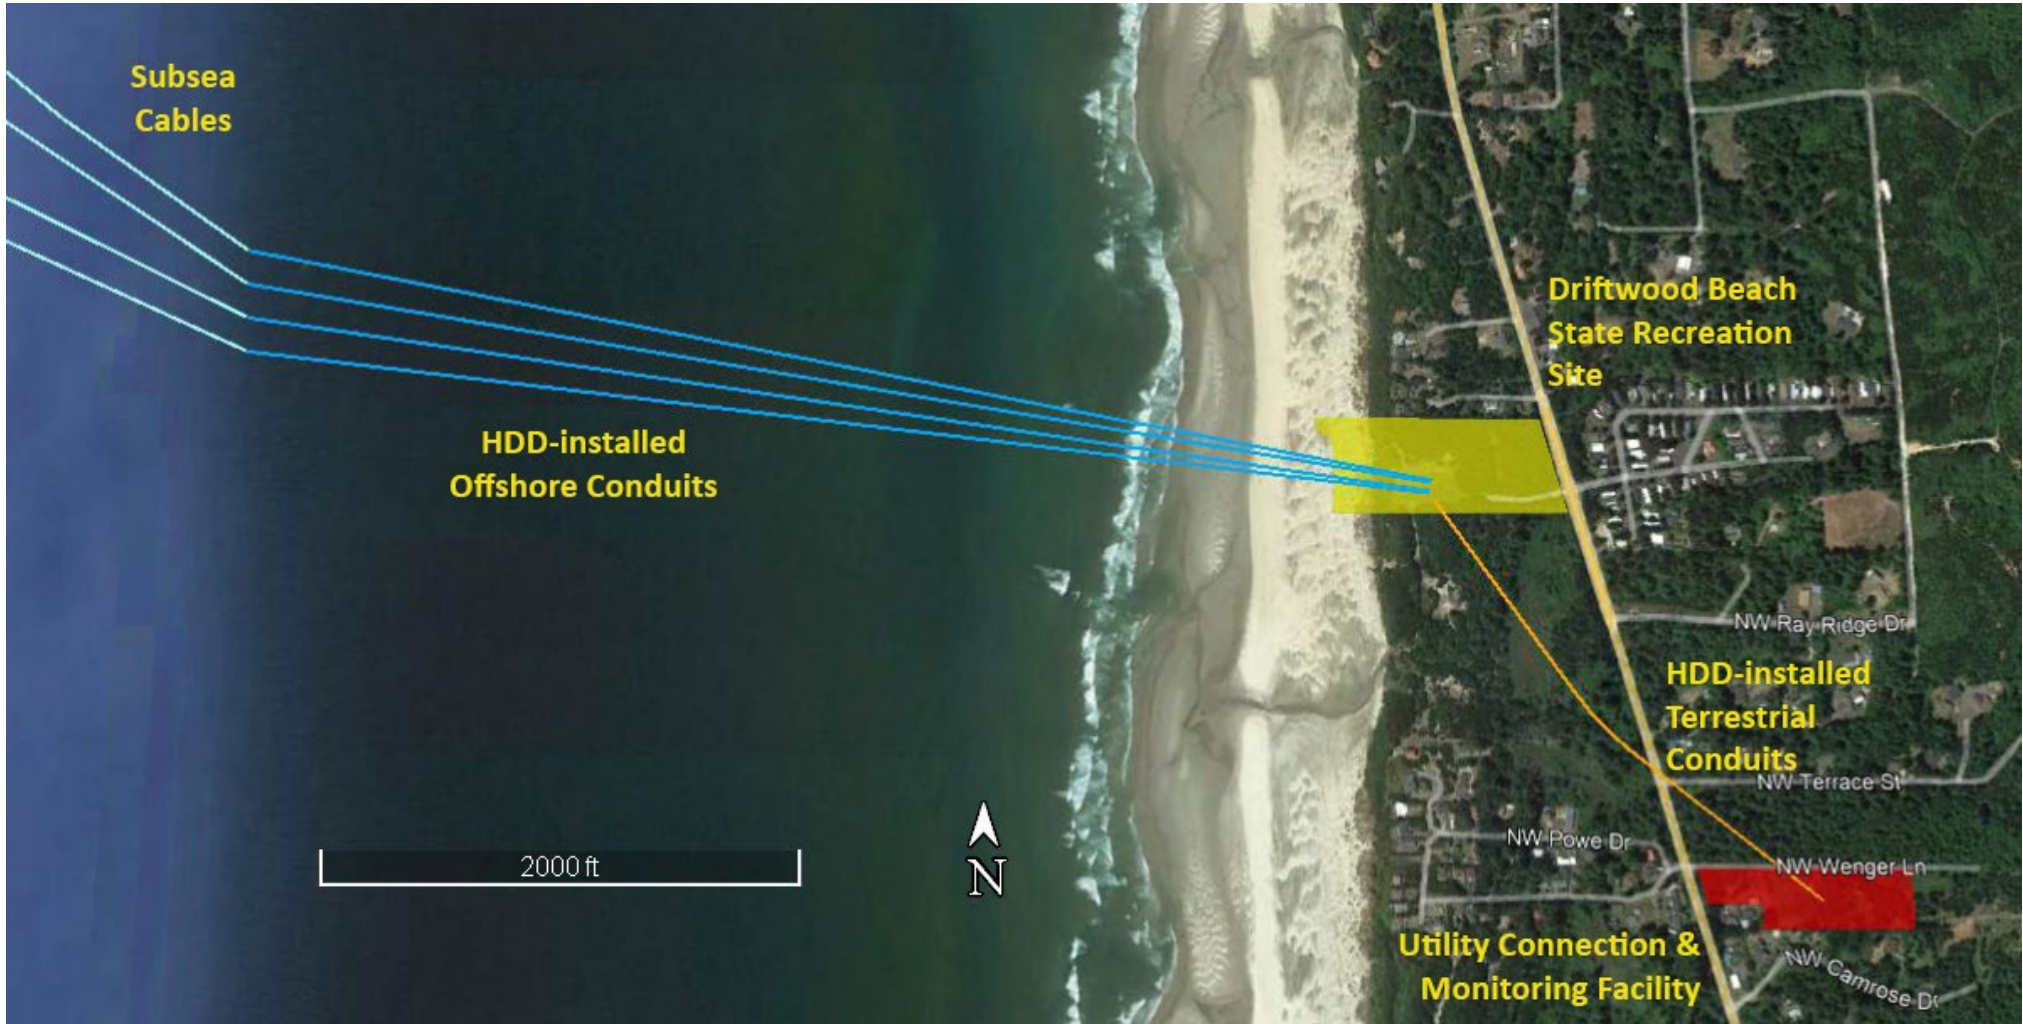 Subsea
Cables
Driftwood Beach
State Recreation
Site
HDD-installed
Offshore Conduits
NW Ray Ridge Dr
HDD-installed
Terrestrial
Conduits
NW Terrace St
NW Powe Dr
2000 ft
N
NW Wenger Ln
Utility Connection &
Monitoring Facility
NW Camrose Dr